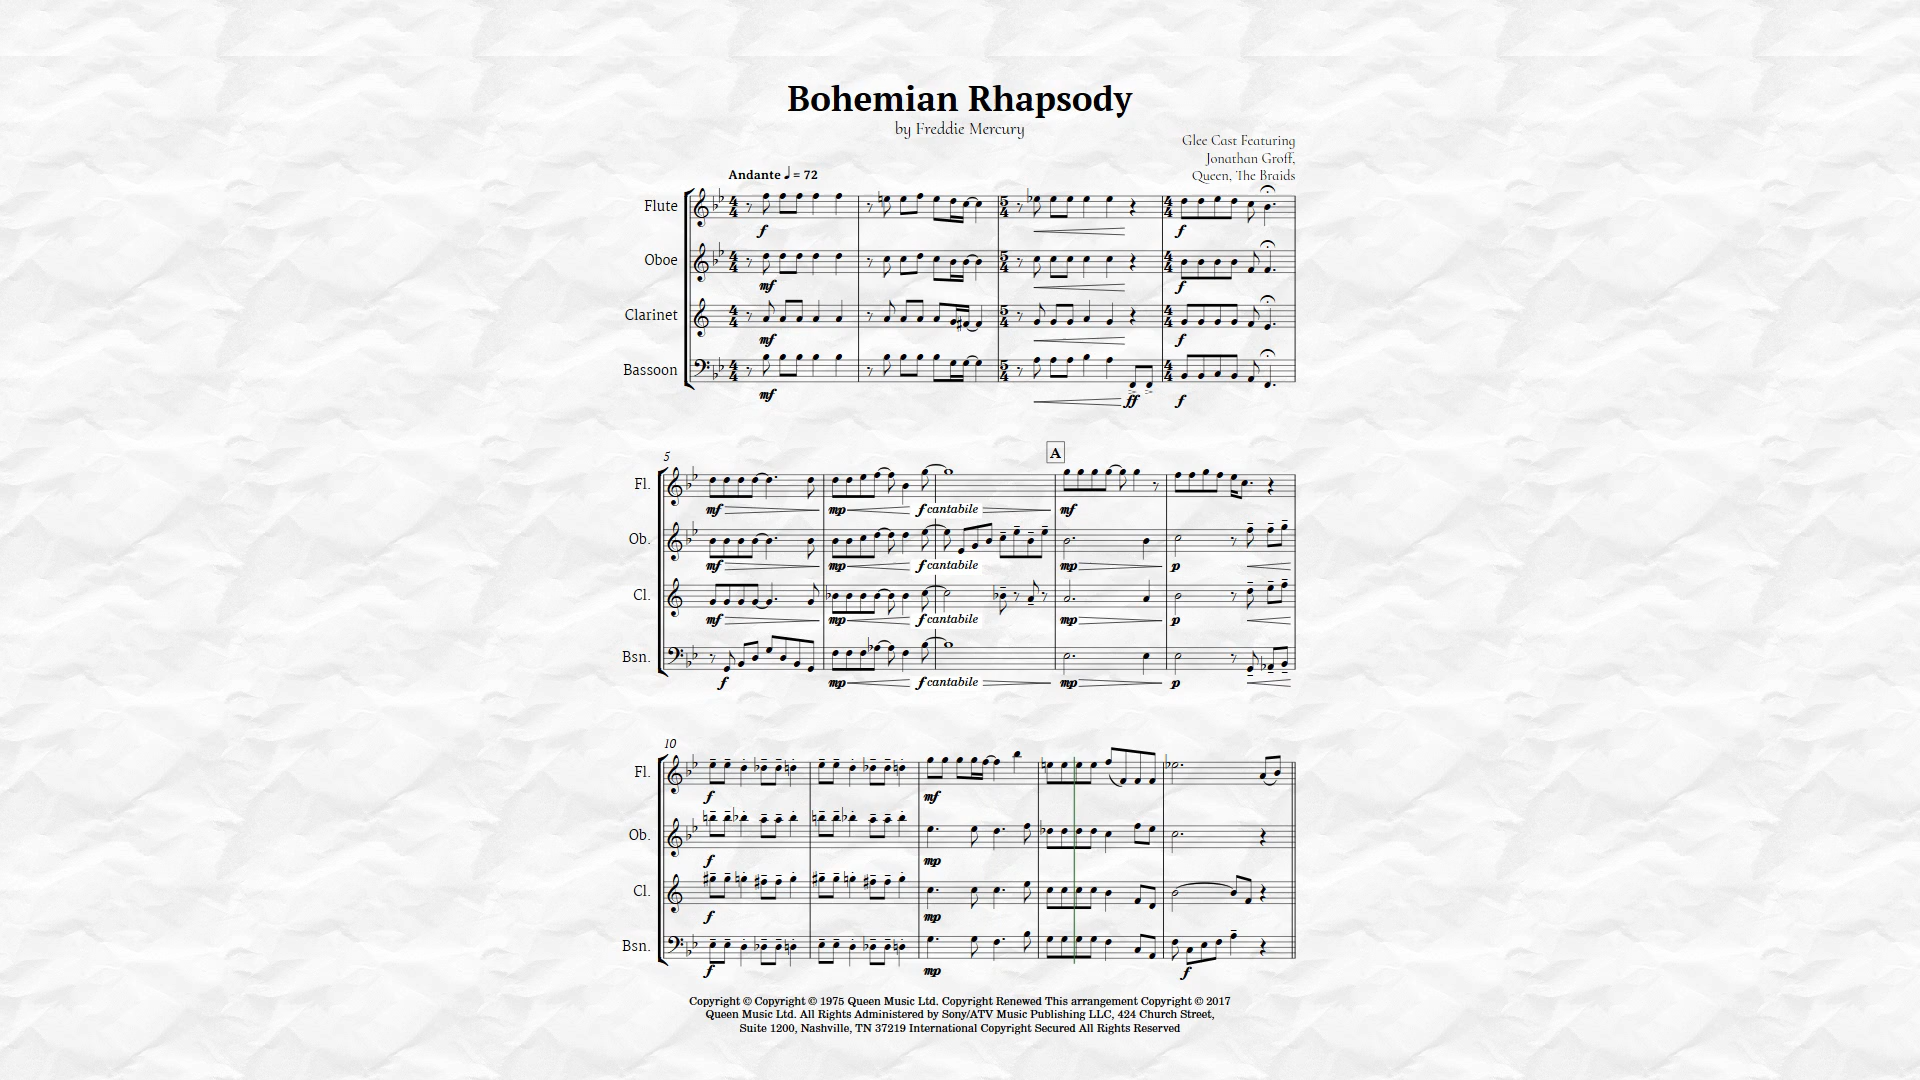 Bohemian Rhapsody
by Freddie Mercury
Glee Cast Featuring
Jonathan Groff,
Queen, The Braids
Andante ♩ = 72
Flute
f
Oboe
mf f
Clarinet
mf f
Bassoon
mf ff f
5
A
Fl.
mf mp f cantabile mf
Ob.
mf mp f cantabile mp p
Cl.
mf mp f cantabile mp p
Bsn.
f mp f cantabile mp p
10
Fl.
f mf
Ob.
f mp
Cl.
f mp
Bsn.
f mp f
Copyright © Copyright © 1975 Queen Music Ltd. Copyright Renewed This arrangement Copyright © 2017
Queen Music Ltd. All Rights Administered by Sony/ATV Music Publishing LLC, 424 Church Street,
Suite 1200, Nashville, TN 37219 International Copyright Secured All Rights Reserved